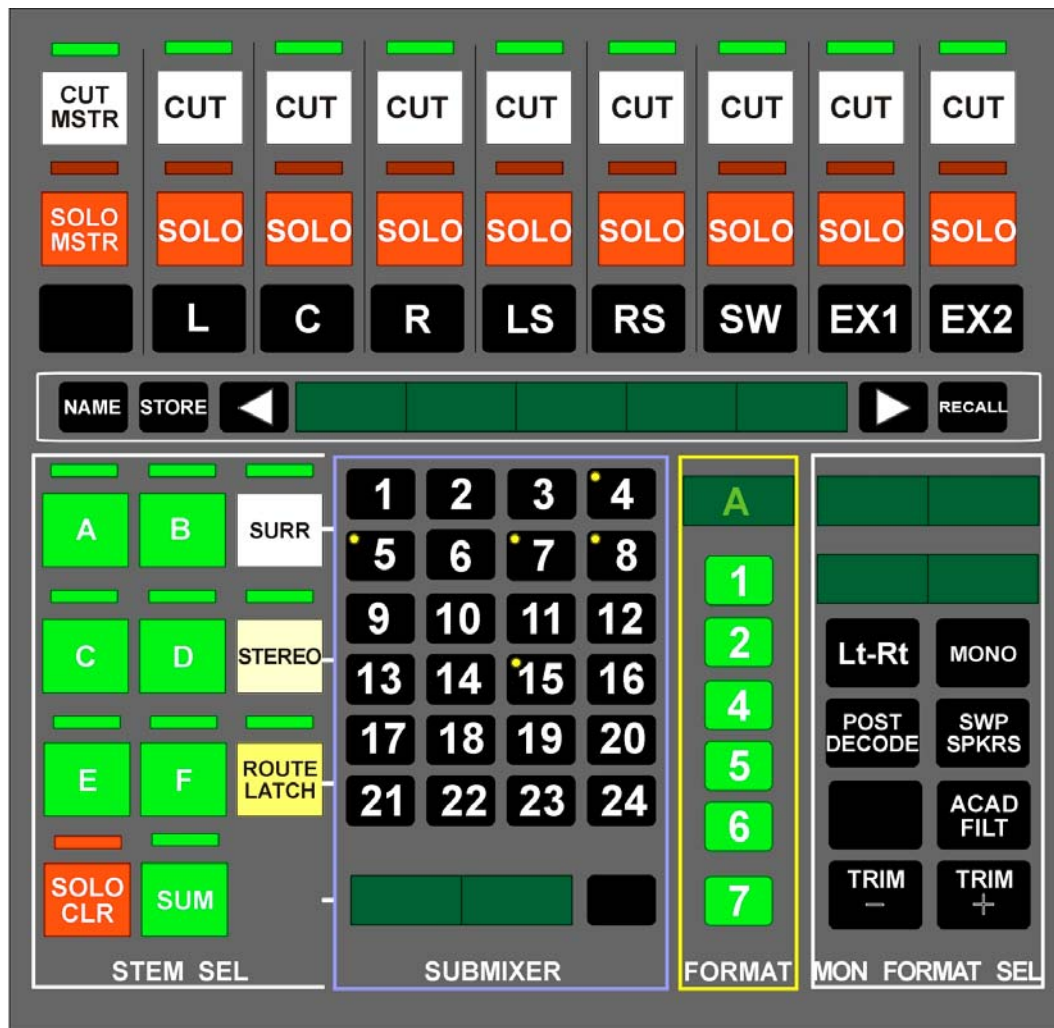 CUT MSTR CUT CUT CUT CUT CUT CUT CUT CUT
SOLO MSTR SOLO SOLO SOLO SOLO SOLO SOLO SOLO SOLO
L C R LS RS SW EX1 EX2
NAME STORE RECALL
A B SURR
C D STEREO
E F ROUTE LATCH
SOLO CLR SUM
STEM SEL
1 2 3 4
5 6 7 8
9 10 11 12
13 14 15 16
17 18 19 20
21 22 23 24
SUBMIXER
A
1
2
4
5
6
7
FORMAT
Lt-Rt MONO
POST DECODE SWP SPKRS
ACAD FILT
TRIM - TRIM +
MON FORMAT SEL